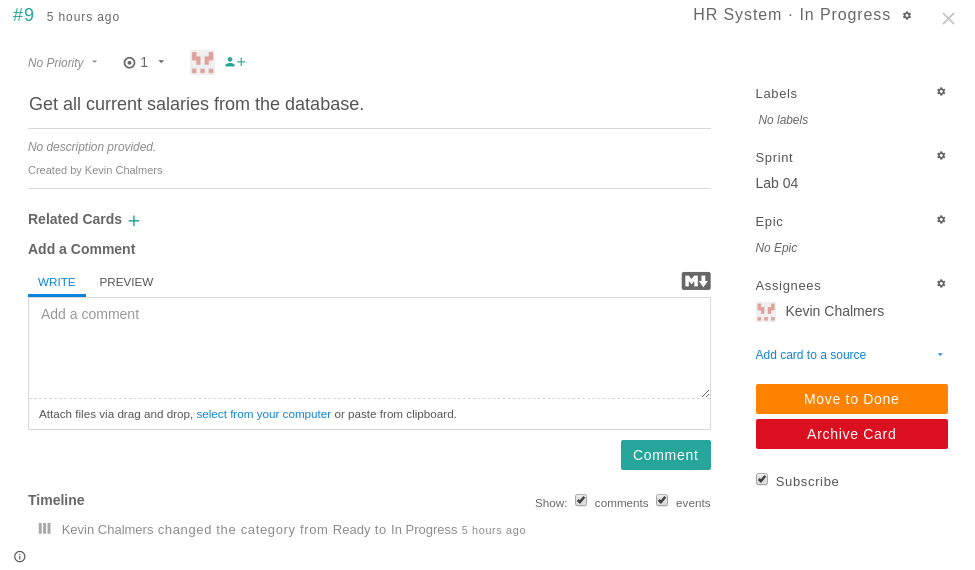 #9 5 hours ago HR System · In Progress
No Priority 1
Get all current salaries from the database.
No description provided.
Created by Kevin Chalmers
Related Cards +
Add a Comment
WRITE PREVIEW M
Add a comment
Attach files via drag and drop, select from your computer or paste from clipboard.
Comment
Timeline Show: comments events
Kevin Chalmers changed the category from Ready to In Progress 5 hours ago
Labels
No labels
Sprint
Lab 04
Epic
No Epic
Assignees
Kevin Chalmers
Add card to a source
Move to Done
Archive Card
Subscribe